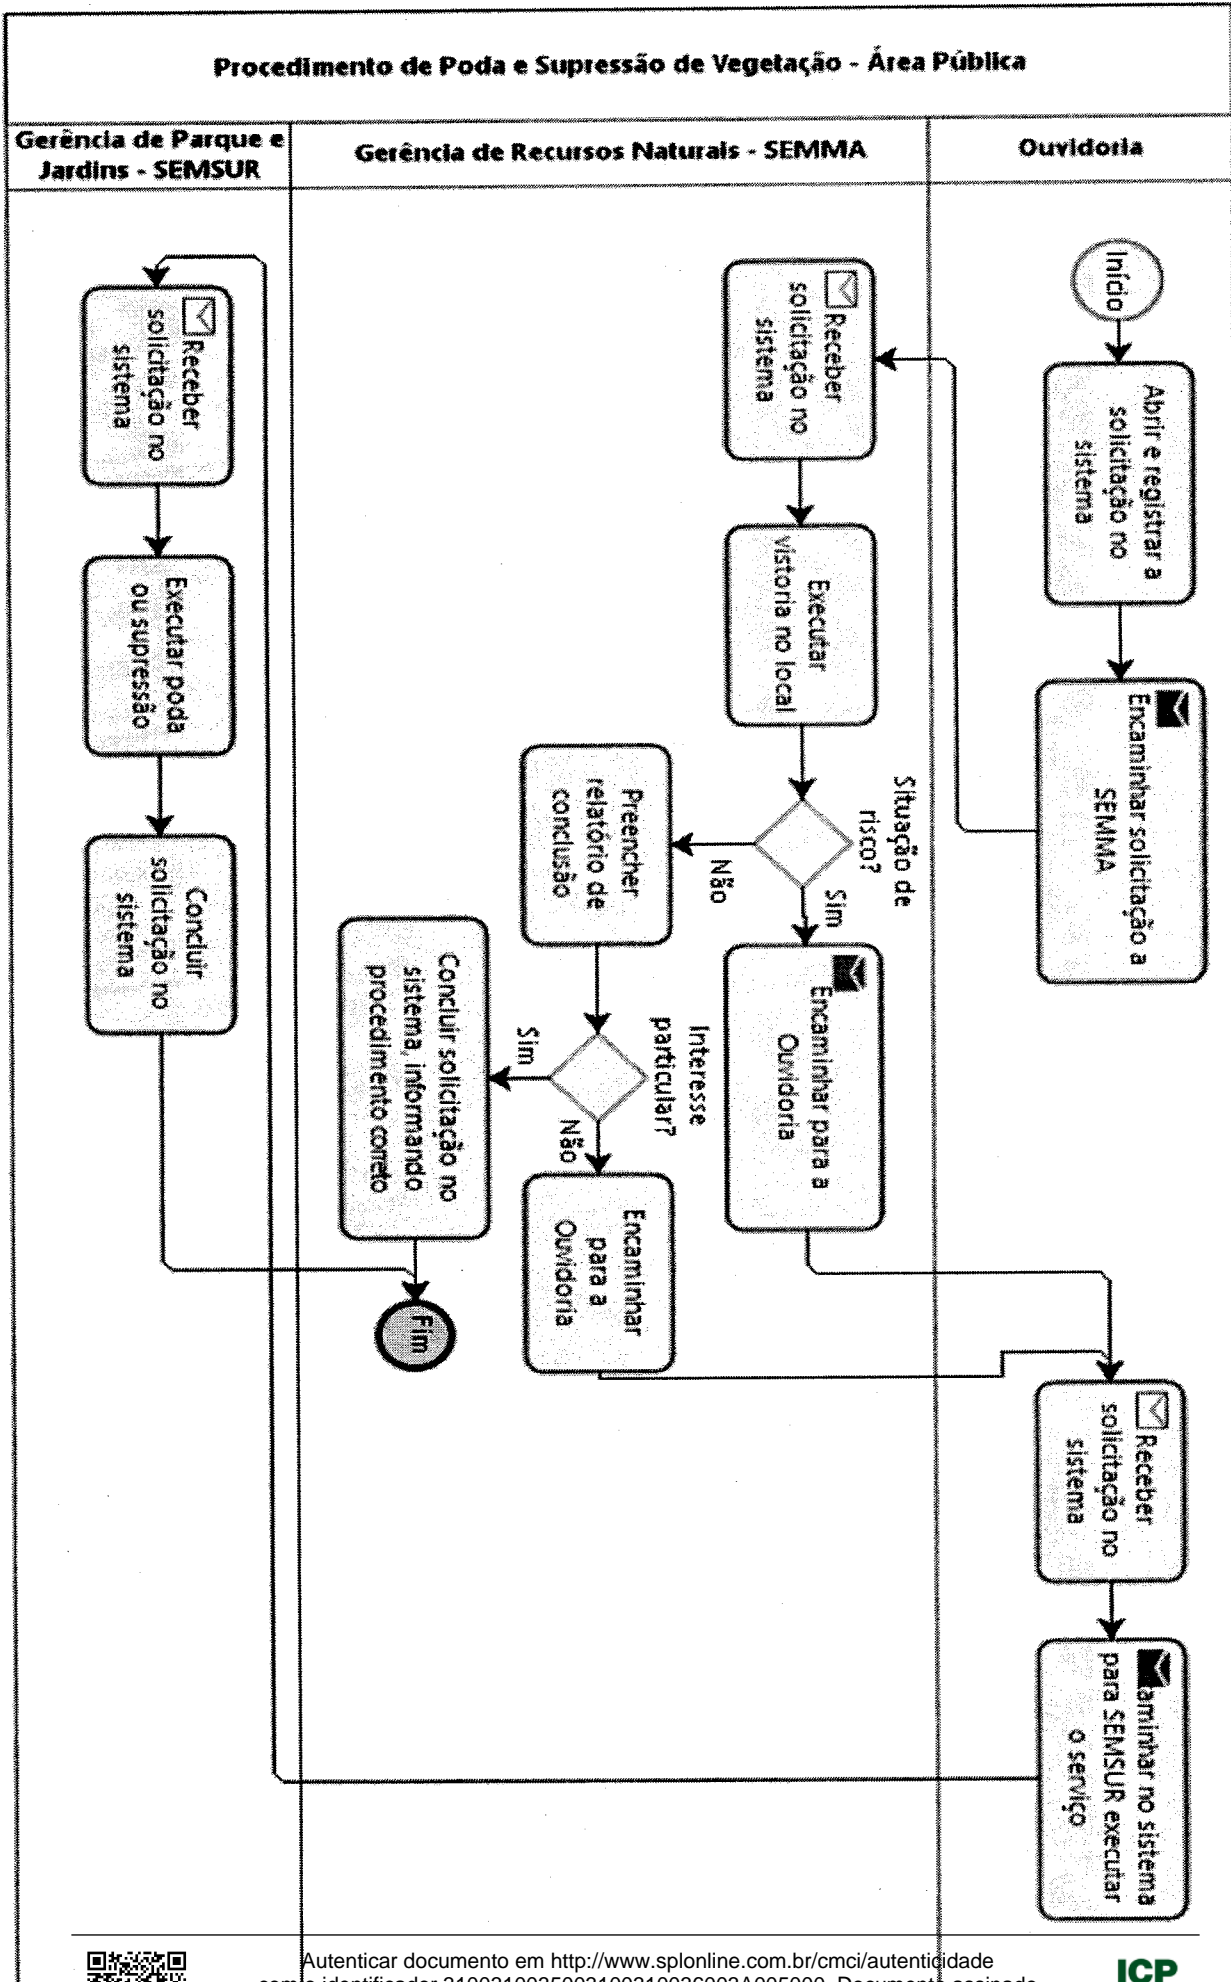 Procedimento de Poda e Supressão de Vegetação - Área Pública
Gerência de Parque e
Jardins - SEMSUR
Gerência de Recursos Naturais - SEMMA
Ouvidoria
Início
Abrir e registrar a
solicitação no
sistema
Encaminhar solicitação a
SEMMA
Receber
solicitação no
sistema
Executar
vistoria no local
Situação de
risco?
Sim
Não
Encaminhar para a
Ouvidoria
Preencher
relatório de
conclusão
Interesse
particular?
Sim
Não
Concluir solicitação no
sistema, informando
procedimento correto
Encaminhar
para a
Ouvidoria
Fim
Receber
solicitação no
sistema
aminhar no sistema
para SEMSUR executar
o serviço
Receber
solicitação no
sistema
Executar poda
ou supressão
Concluir
solicitação no
sistema
Autenticar documento em http://www.splonline.com.br/cmci/autenticidade
ICP